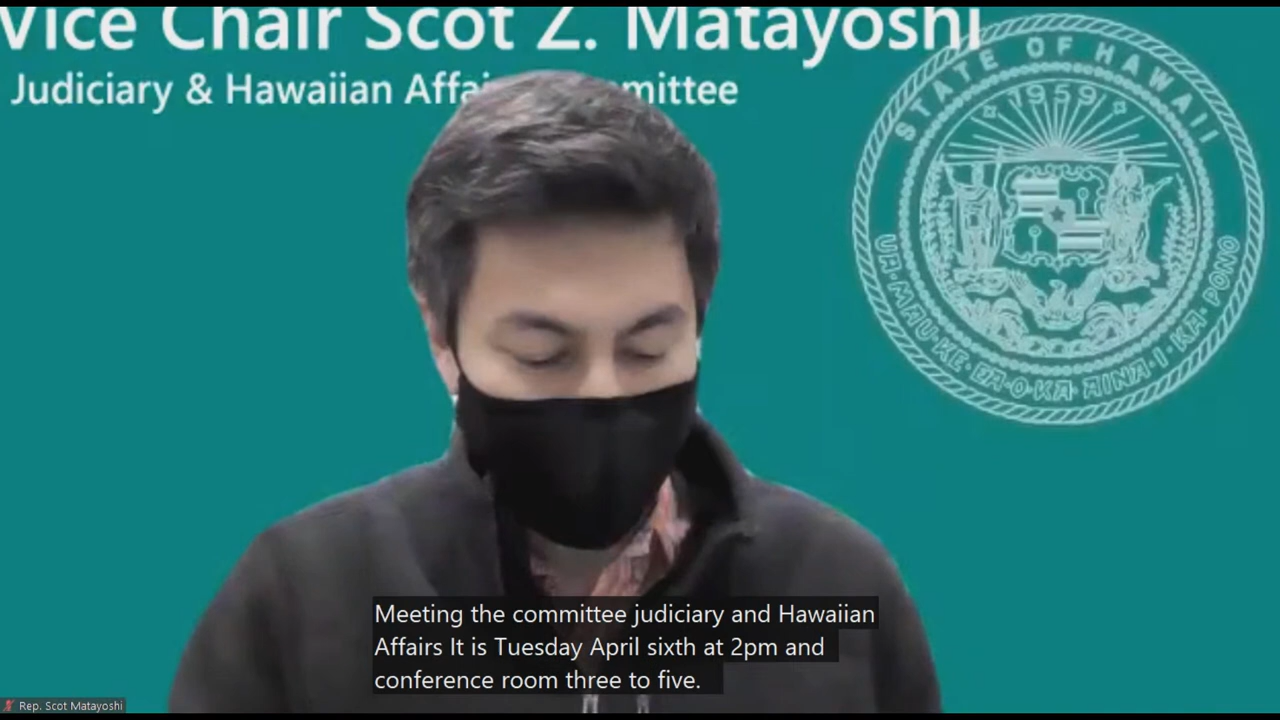 Vice Chair Scot Z. Matayoshi
Judiciary & Hawaiian Affai mittee
STATE OF HAWAII
1959
UA·MAU·KE·EA·O·KA·AINA·I·KA·PONO
Meeting the committee judiciary and Hawaiian
Affairs It is Tuesday April sixth at 2pm and
conference room three to five.
Rep. Scot Matayoshi